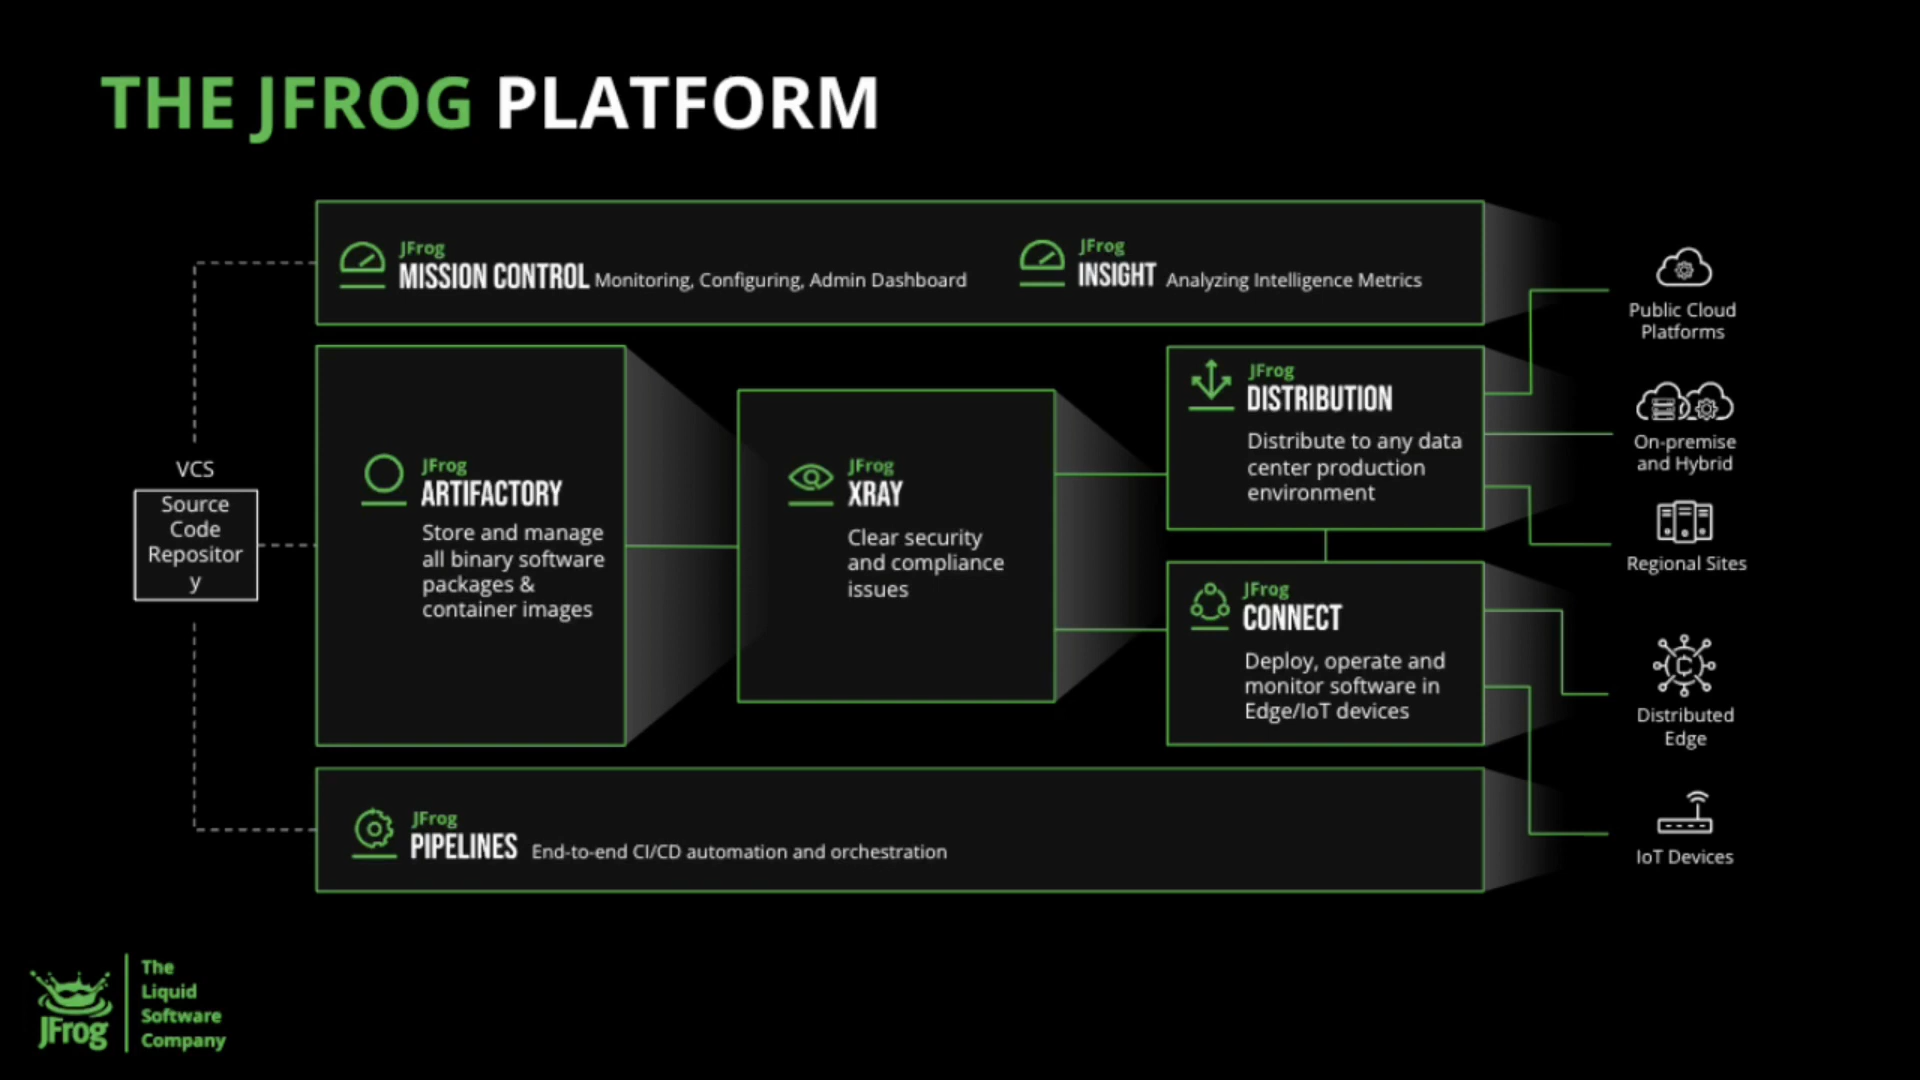 THE JFROG PLATFORM
JFrog
MISSION CONTROL Monitoring, Configuring, Admin Dashboard
JFrog
INSIGHT Analyzing Intelligence Metrics
VCS
Source
Code
Repositor
y
JFrog
ARTIFACTORY
Store and manage
all binary software
packages &
container images
JFrog
XRAY
Clear security
and compliance
issues
JFrog
DISTRIBUTION
Distribute to any data
center production
environment
JFrog
CONNECT
Deploy, operate and
monitor software in
Edge/IoT devices
JFrog
PIPELINES End-to-end CI/CD automation and orchestration
Public Cloud
Platforms
On-premise
and Hybrid
Regional Sites
Distributed
Edge
IoT Devices
JFrog
The
Liquid
Software
Company